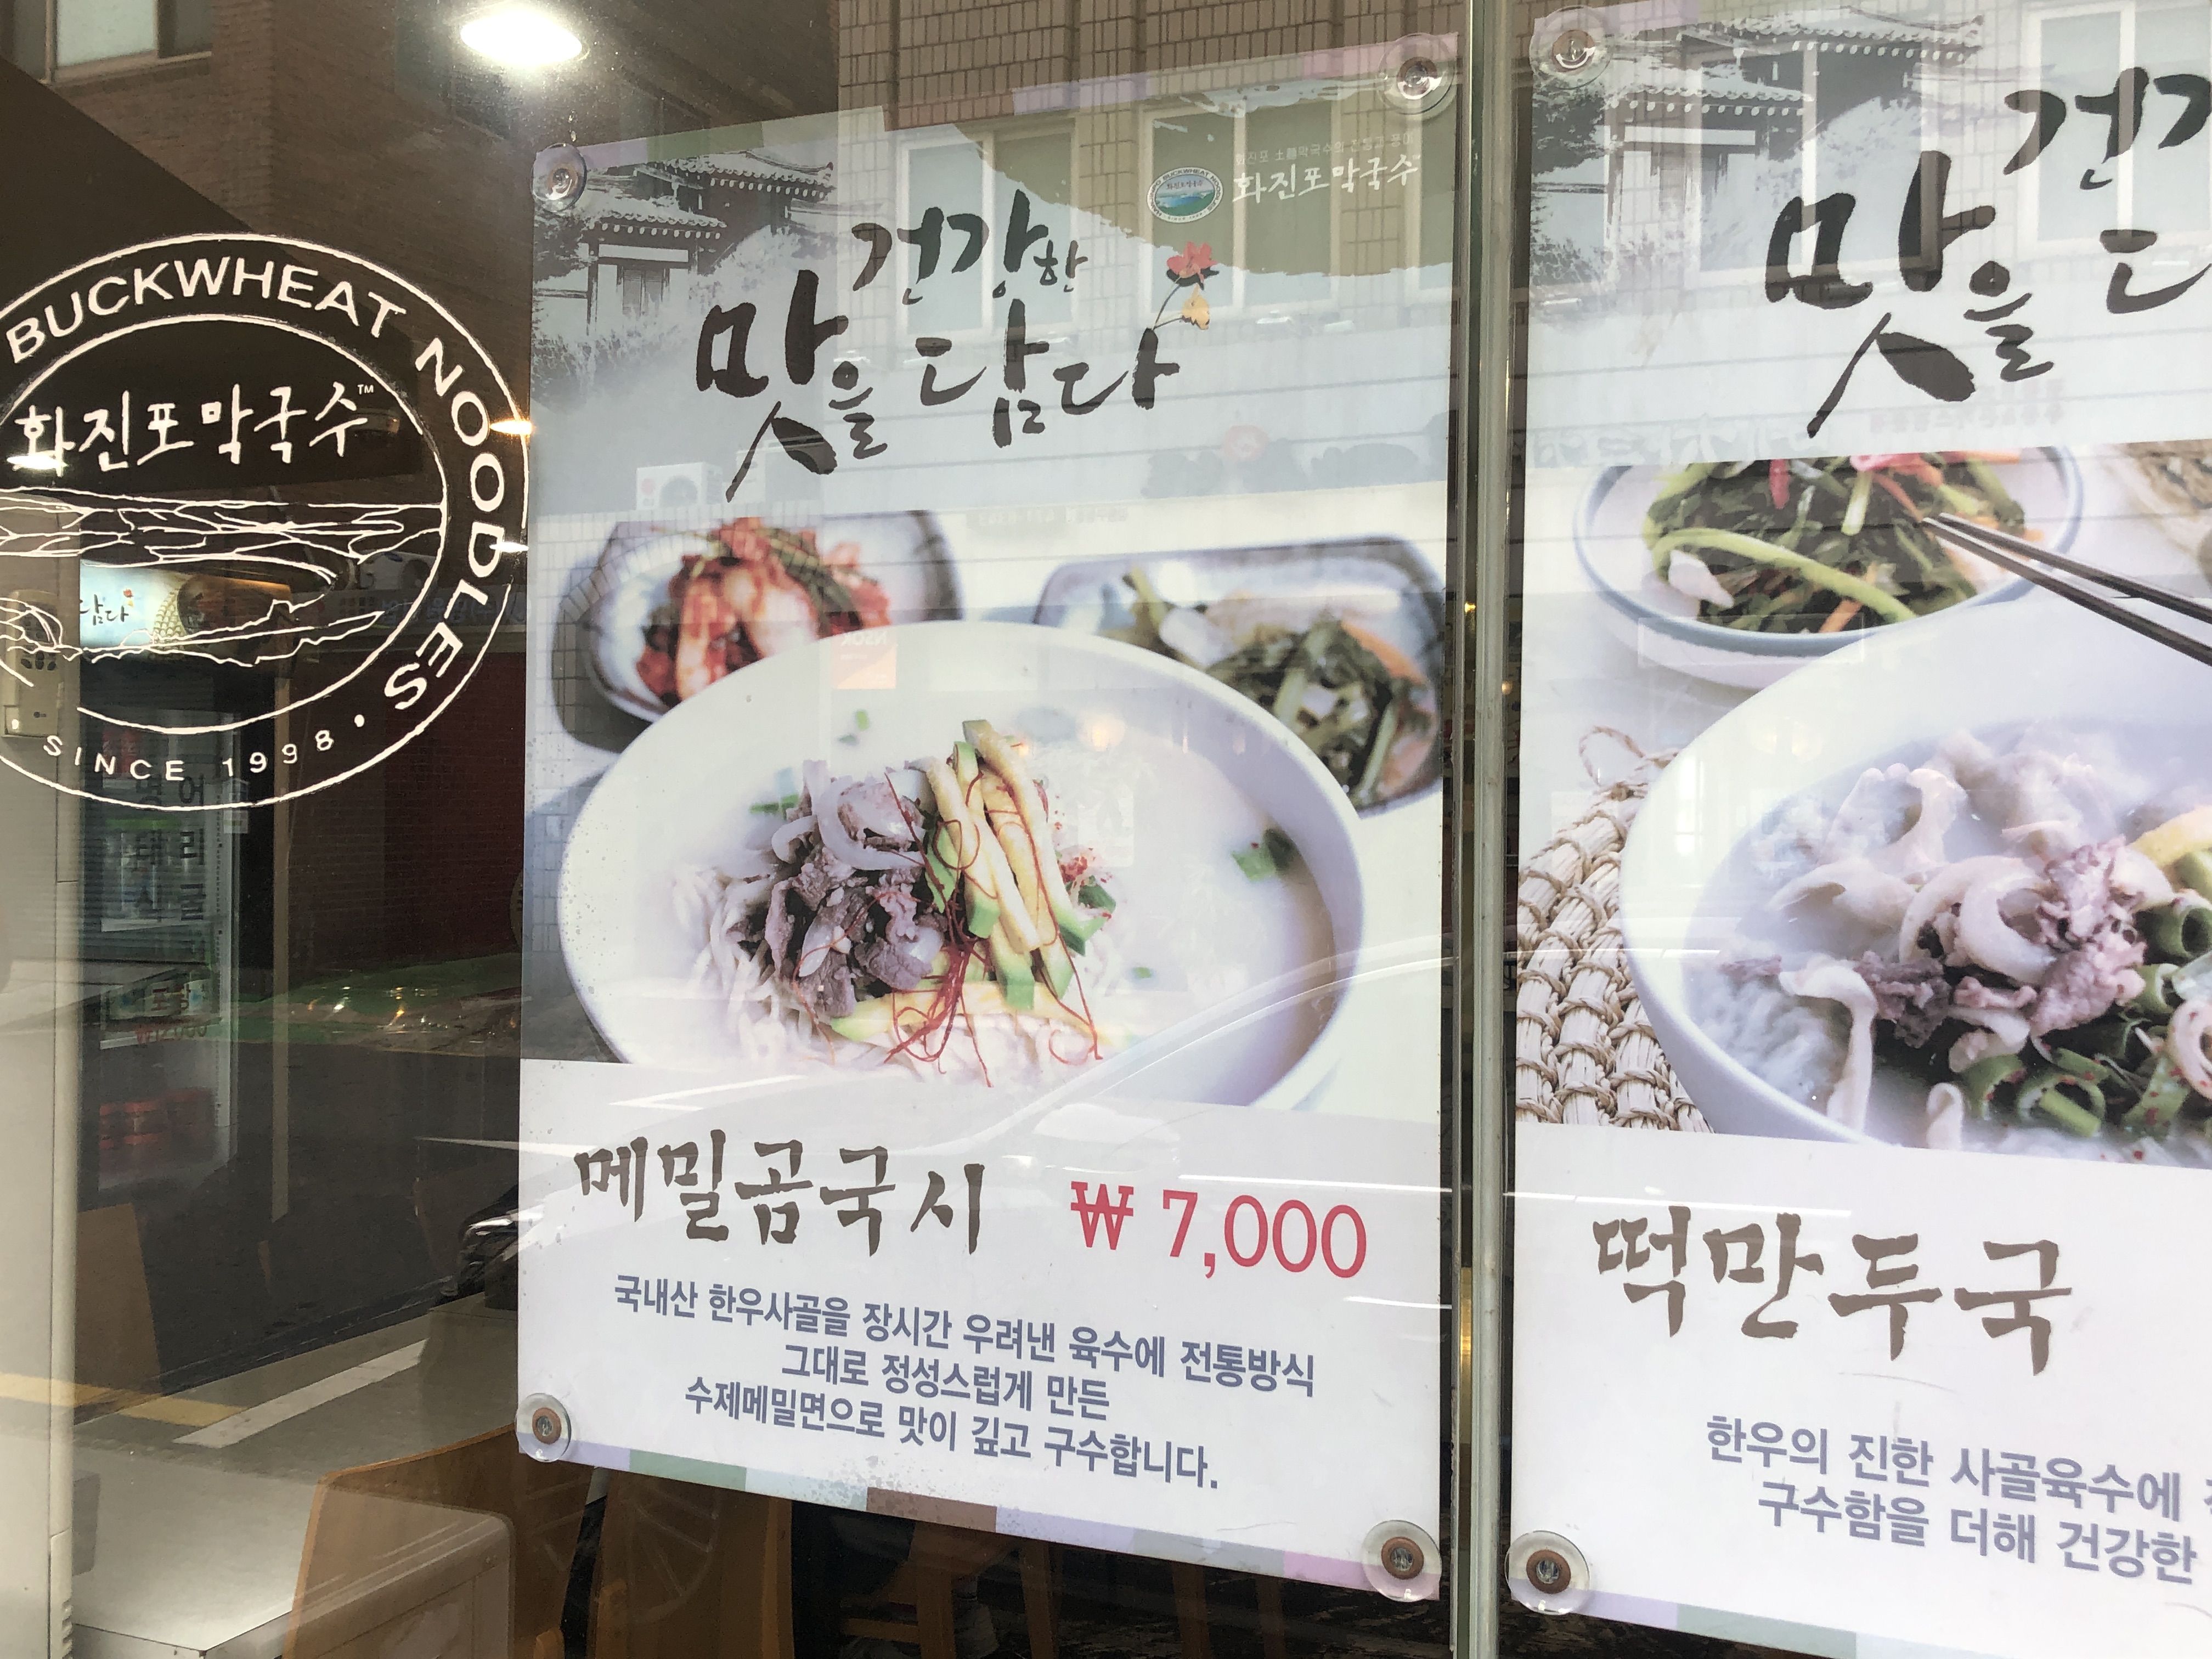 BUCKWHEAT NOODLES
화진포막국수™
SINCE 1998
담다
화진포막국수
건강한
맛을 담다
메밀곰국시
₩ 7,000
국내산 한우사골을 장시간 우려낸 육수에 전통방식
그대로 정성스럽게 만든
수제메밀면으로 맛이 깊고 구수합니다.
맛을
떡만두국
한우의 진한 사골육수에
구수함을 더해 건강한